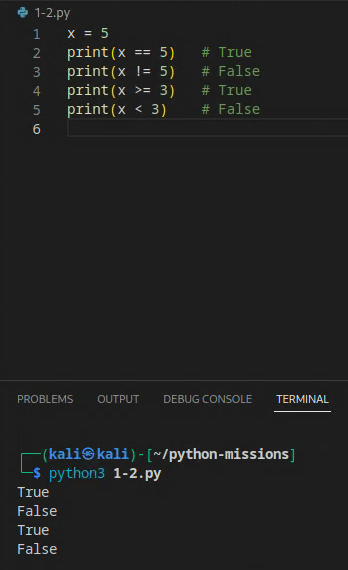 1-2.py
1 x = 5
2 print(x == 5)   # True
3 print(x != 5)   # False
4 print(x >= 3)   # True
5 print(x < 3)    # False
6
PROBLEMS OUTPUT DEBUG CONSOLE TERMINAL
┌──(kali㉿kali)-[~/python-missions]
└─$ python3 1-2.py
True
False
True
False